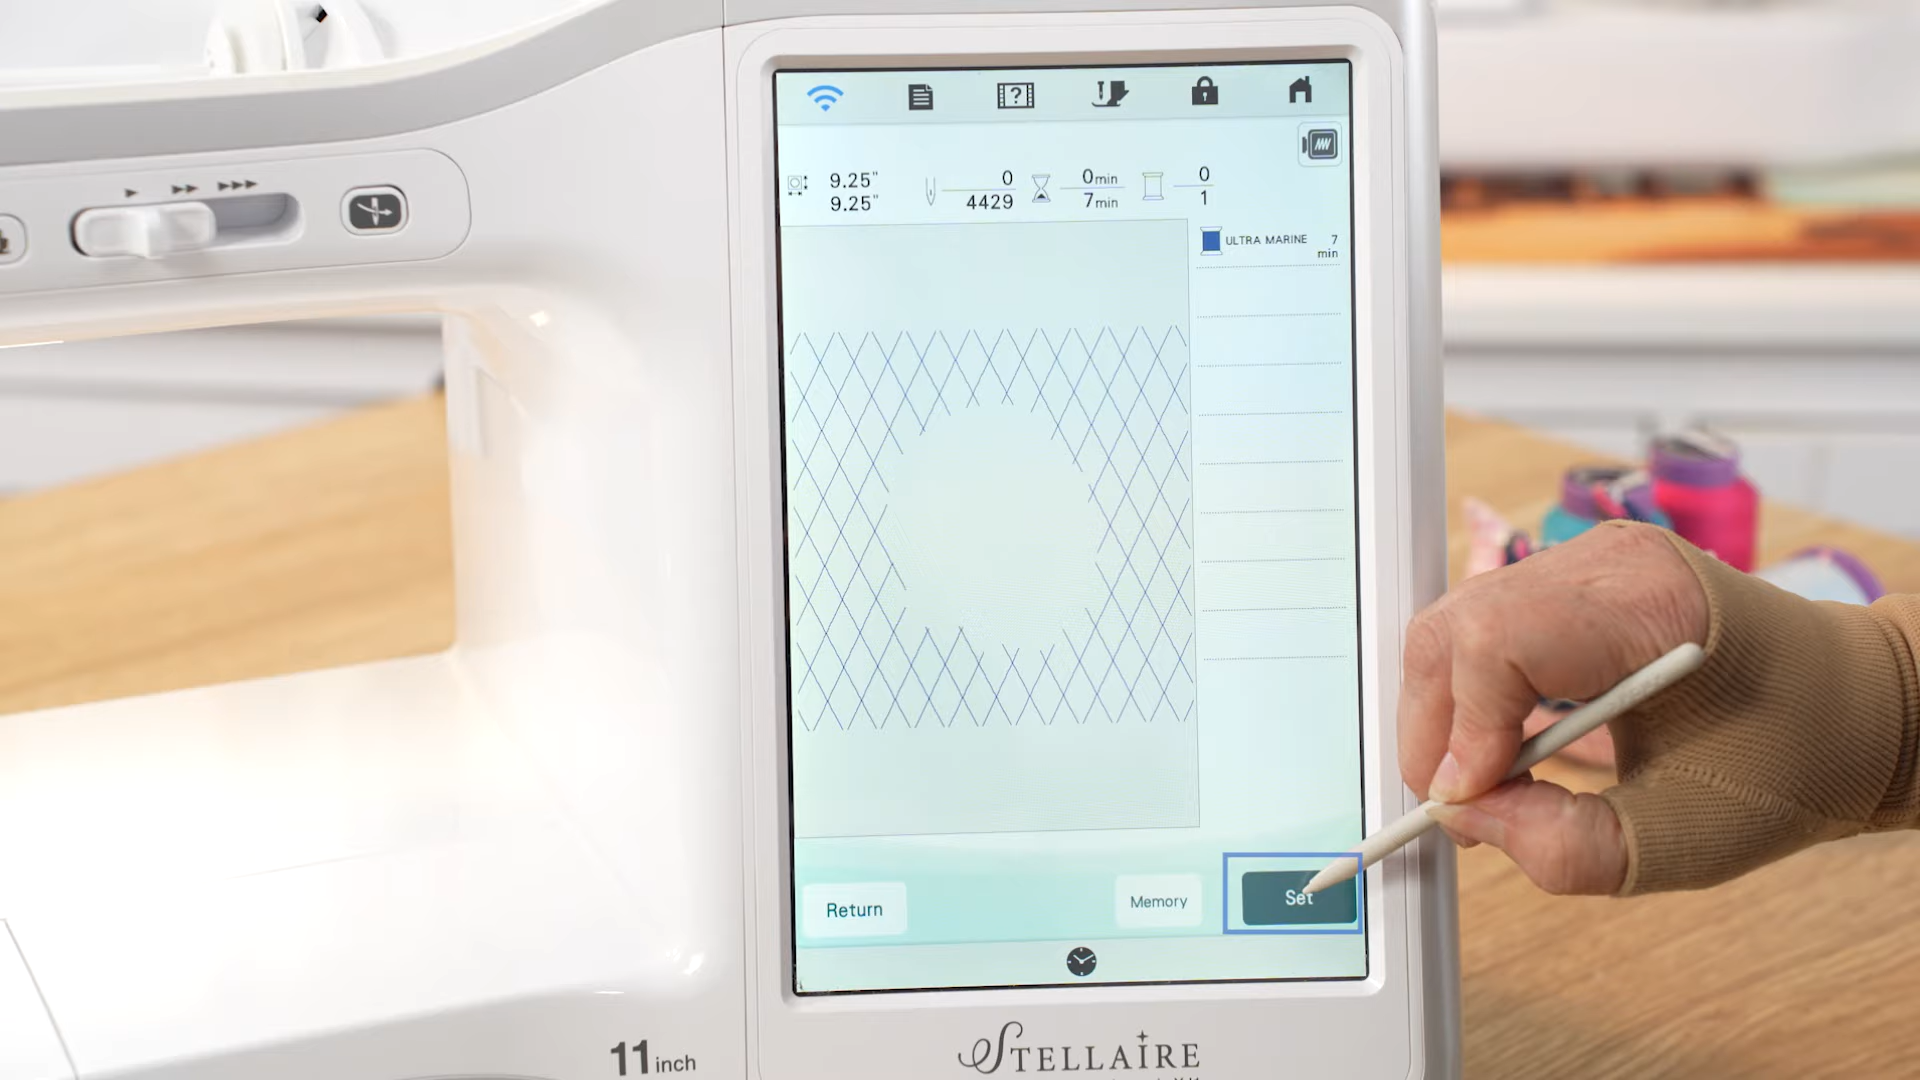 9.25"
9.25"
0
4429
0 min
7 min
0
1
ULTRA MARINE 7
min
Return
Memory
Set
11 inch
STELLAIRE